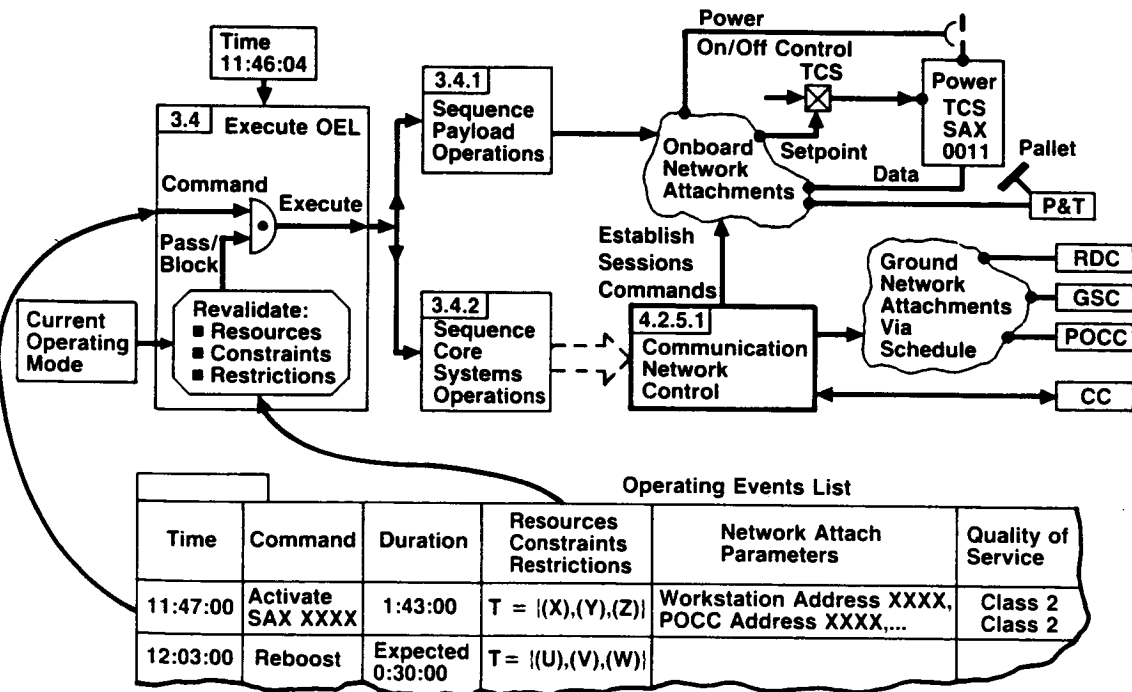 Time
11:46:04
3.4
Execute OEL
Command
Execute
Pass/
Block
Revalidate:
■ Resources
■ Constraints
■ Restrictions
Current
Operating
Mode
3.4.1
Sequence
Payload
Operations
3.4.2
Sequence
Core
Systems
Operations
Power
On/Off Control
TCS
Setpoint
Onboard
Network
Attachments
Data
Power
TCS
SAX
0011
Pallet
P&T
Establish
Sessions
Commands
4.2.5.1
Communication
Network
Control
Ground
Network
Attachments
Via
Schedule
RDC
GSC
POCC
CC
Operating Events List
Time
Command
Duration
Resources
Constraints
Restrictions
Network Attach
Parameters
Quality of
Service
11:47:00
Activate
SAX XXXX
1:43:00
T = |(X),(Y),(Z)|
Workstation Address XXXX,
POCC Address XXXX,...
Class 2
Class 2
12:03:00
Reboost
Expected
0:30:00
T = |(U),(V),(W)|